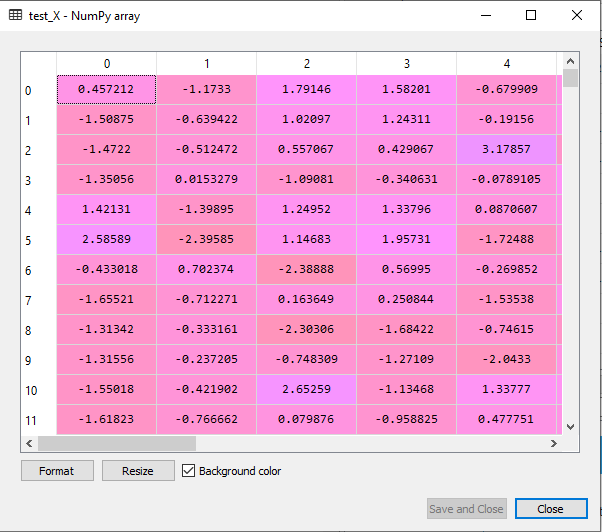 test_X - NumPy array
0 1 2 3 4
0 0.457212 -1.1733 1.79146 1.58201 -0.679909
1 -1.50875 -0.639422 1.02097 1.24311 -0.19156
2 -1.4722 -0.512472 0.557067 0.429067 3.17857
3 -1.35056 0.0153279 -1.09081 -0.340631 -0.0789105
4 1.42131 -1.39895 1.24952 1.33796 0.0870607
5 2.58589 -2.39585 1.14683 1.95731 -1.72488
6 -0.433018 0.702374 -2.38888 0.56995 -0.269852
7 -1.65521 -0.712271 0.163649 0.250844 -1.53538
8 -1.31342 -0.333161 -2.30306 -1.68422 -0.74615
9 -1.31556 -0.237205 -0.748309 -1.27109 -2.0433
10 -1.55018 -0.421902 2.65259 -1.13468 1.33777
11 -1.61823 -0.766662 0.079876 -0.958825 0.477751
Format Resize Background color
Save and Close Close